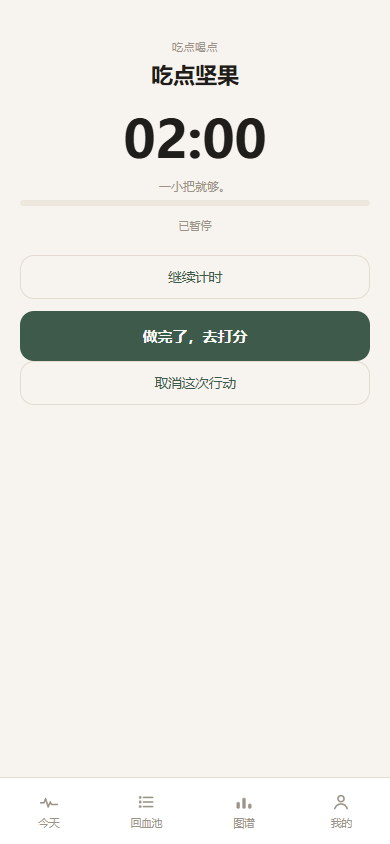 吃点喝点
吃点坚果
02:00
一小把就够。
已暂停
继续计时
做完了，去打分
取消这次行动
今天
回血池
图谱
我的